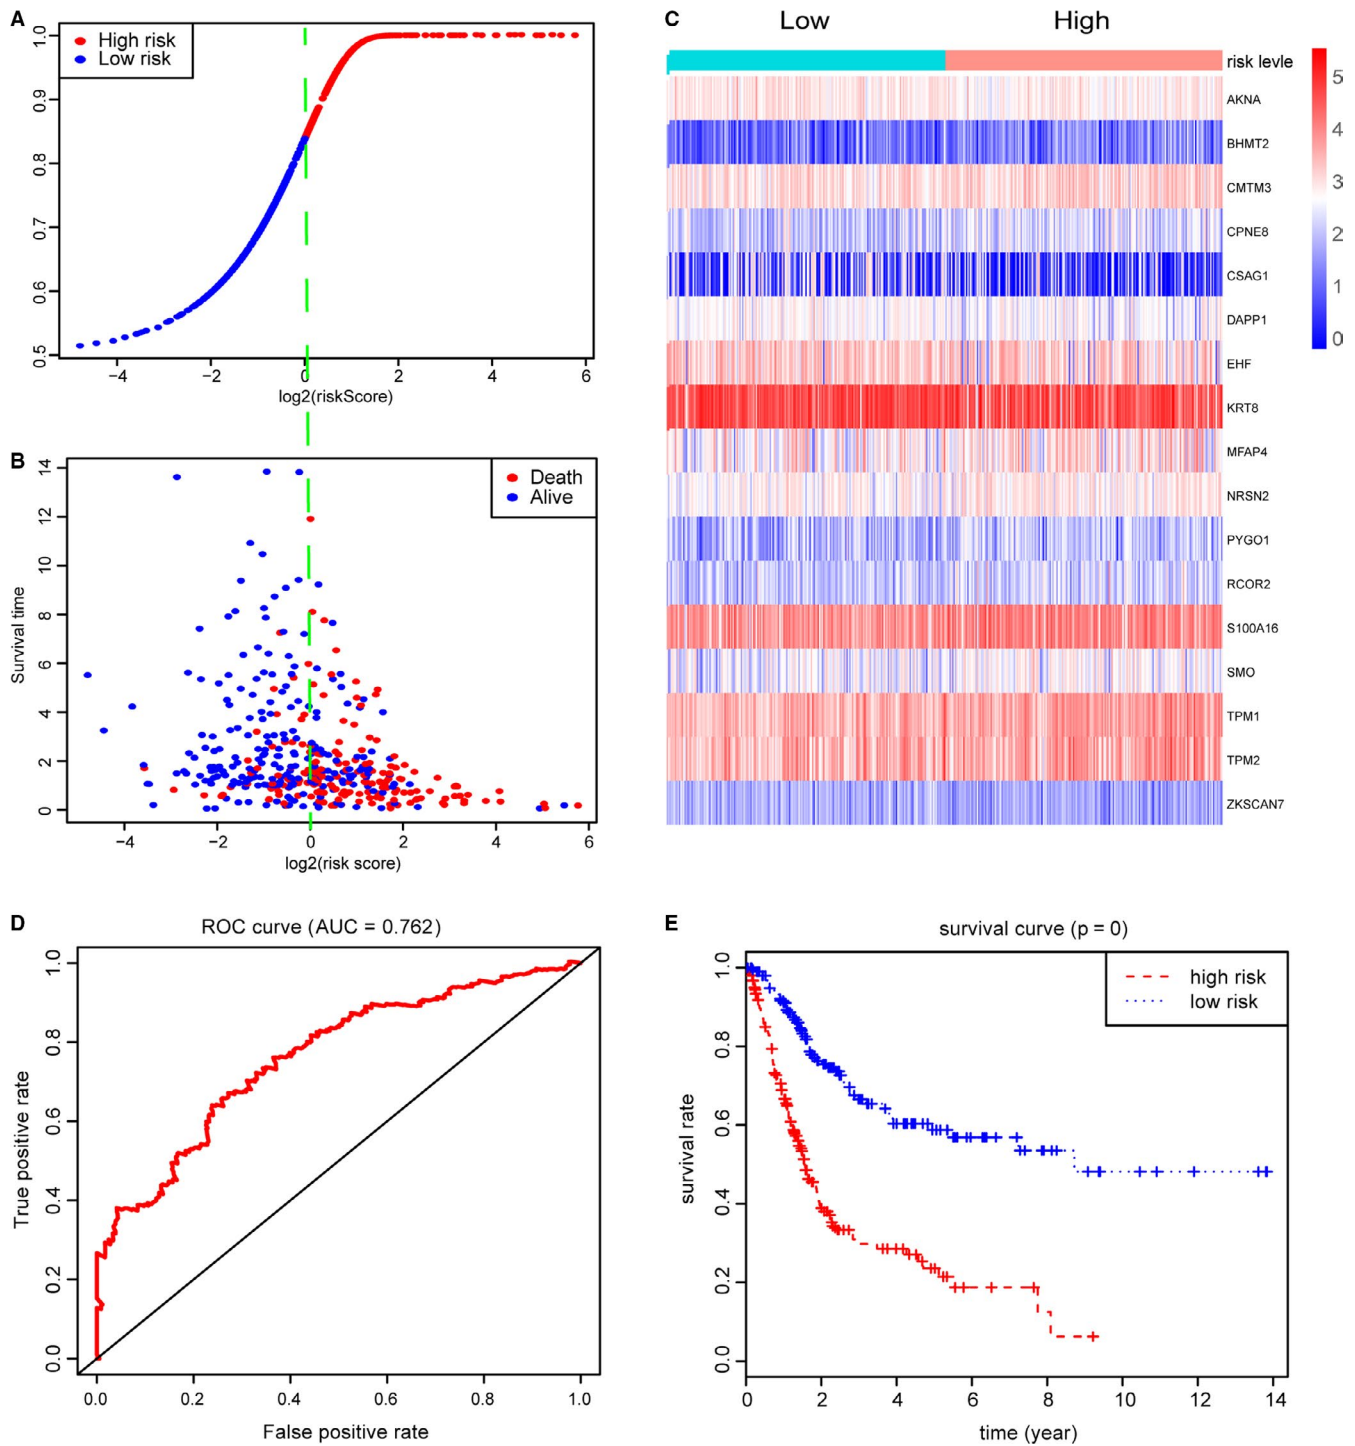 A
High risk
Low risk
1.0
0.9
0.8
0.7
0.6
0.5
−4 −2 0 2 4 6
log2(riskScore)
B
Death
Alive
Survival time
14
12
10
8
6
4
2
0
−4 −2 0 2 4 6
log2(risk score)
C
Low High
risk levle
AKNA
BHMT2
CMTM3
CPNE8
CSAG1
DAPP1
EHF
KRT8
MFAP4
NRSN2
PYGO1
RCOR2
S100A16
SMO
TPM1
TPM2
ZKSCAN7
5
4
3
2
1
0
D
ROC curve (AUC = 0.762)
True positive rate
1.0
0.8
0.6
0.4
0.2
0.0
0.0 0.2 0.4 0.6 0.8 1.0
False positive rate
E
survival curve (p = 0)
high risk
low risk
survival rate
1.0
0.8
0.6
0.4
0.2
0.0
0 2 4 6 8 10 12 14
time (year)